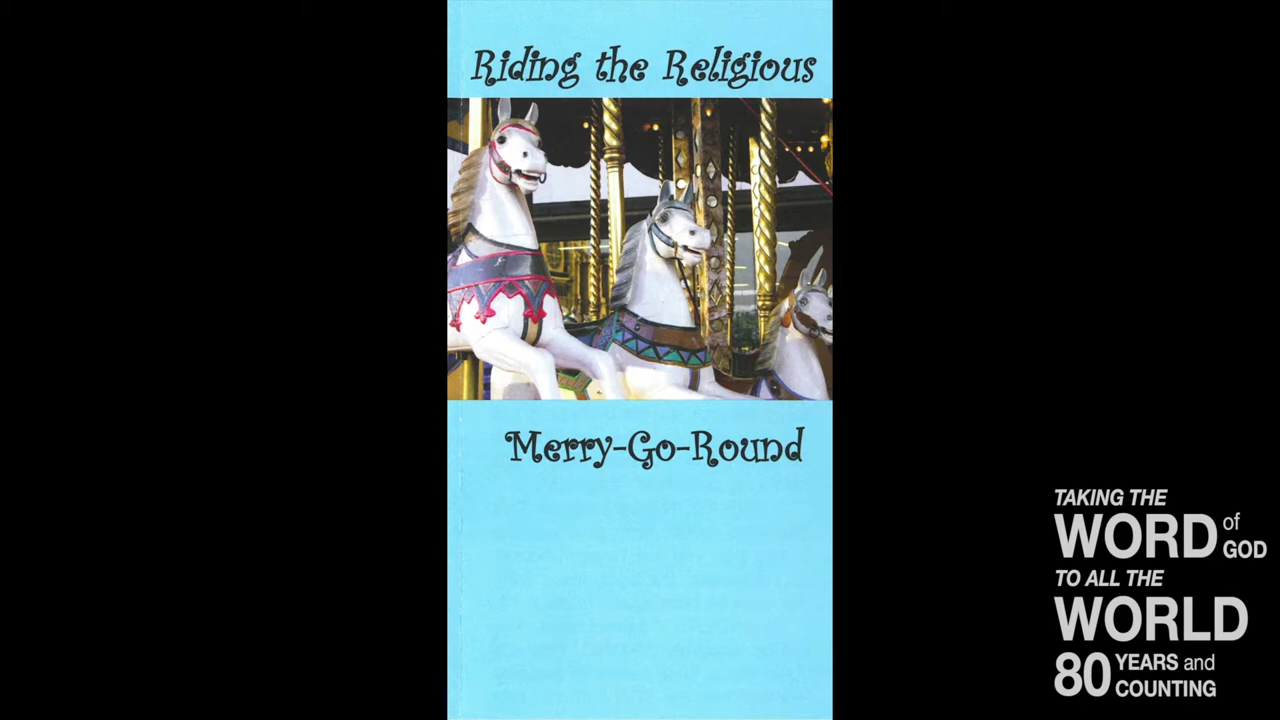 Riding the Religious
Merry-Go-Round
TAKING THE
WORD of GOD
TO ALL THE
WORLD
80 YEARS and
COUNTING